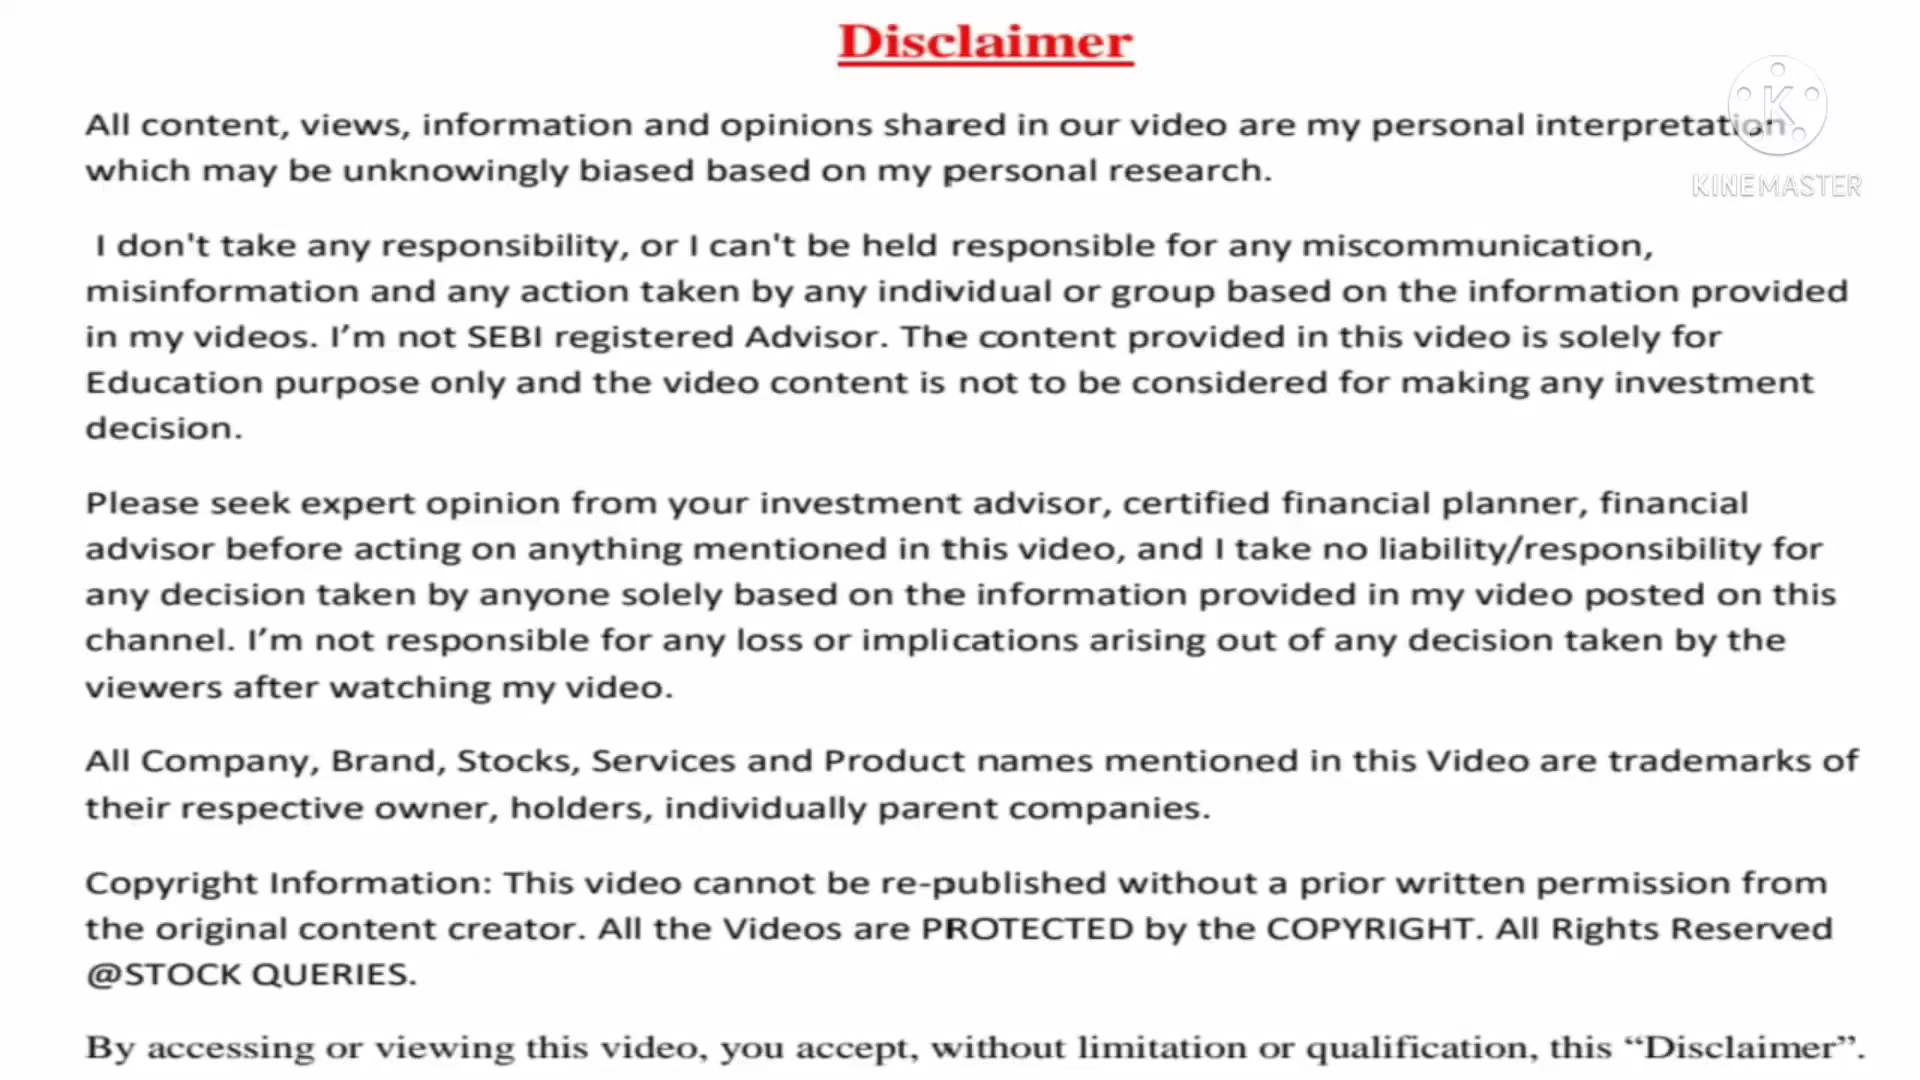 Disclaimer
All content, views, information and opinions shared in our video are my personal interpretation
which may be unknowingly biased based on my personal research.
KINEMASTER
I don't take any responsibility, or I can't be held responsible for any miscommunication,
misinformation and any action taken by any individual or group based on the information provided
in my videos. I’m not SEBI registered Advisor. The content provided in this video is solely for
Education purpose only and the video content is not to be considered for making any investment
decision.
Please seek expert opinion from your investment advisor, certified financial planner, financial
advisor before acting on anything mentioned in this video, and I take no liability/responsibility for
any decision taken by anyone solely based on the information provided in my video posted on this
channel. I’m not responsible for any loss or implications arising out of any decision taken by the
viewers after watching my video.
All Company, Brand, Stocks, Services and Product names mentioned in this Video are trademarks of
their respective owner, holders, individually parent companies.
Copyright Information: This video cannot be re-published without a prior written permission from
the original content creator. All the Videos are PROTECTED by the COPYRIGHT. All Rights Reserved
@STOCK QUERIES.
By accessing or viewing this video, you accept, without limitation or qualification, this “Disclaimer”.